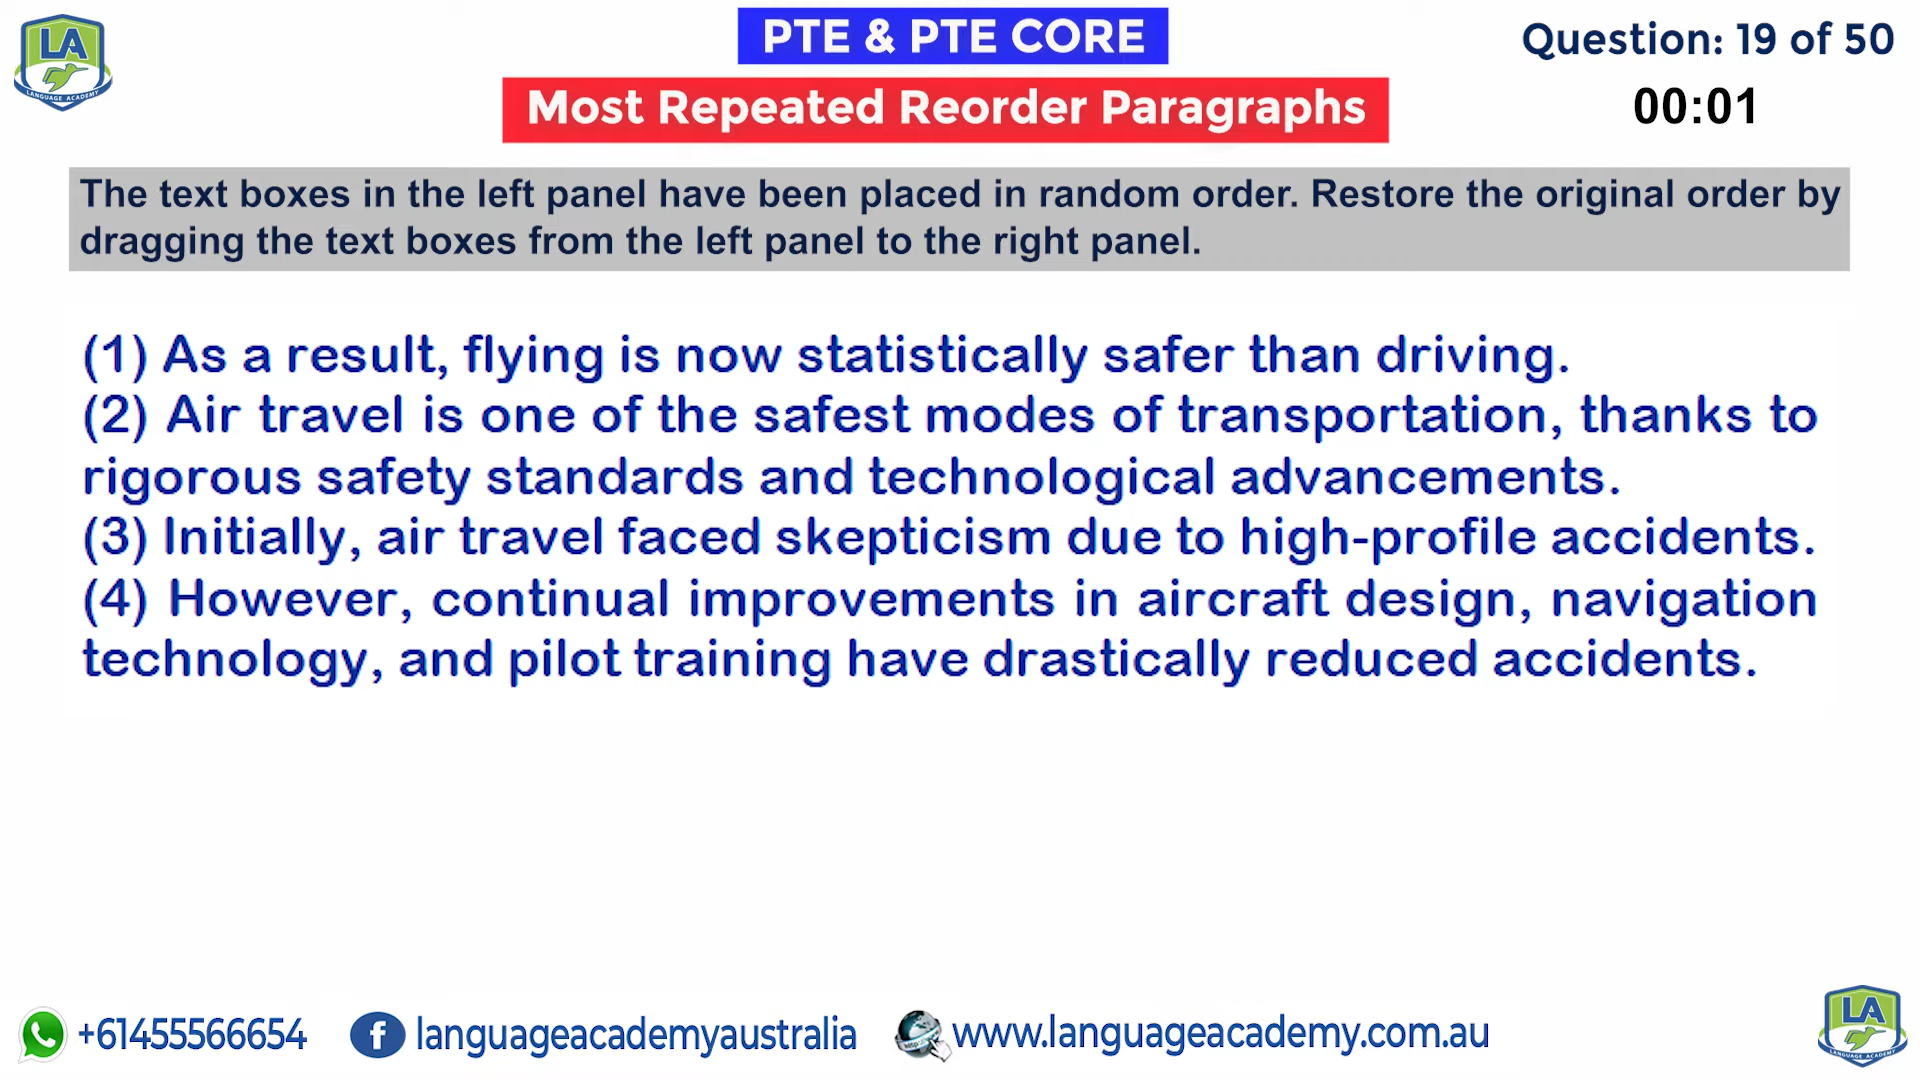 LA
LANGUAGE ACADEMY
PTE & PTE CORE
Most Repeated Reorder Paragraphs
Question: 19 of 50
00:01
The text boxes in the left panel have been placed in random order. Restore the original order by
dragging the text boxes from the left panel to the right panel.
(1) As a result, flying is now statistically safer than driving.
(2) Air travel is one of the safest modes of transportation, thanks to
rigorous safety standards and technological advancements.
(3) Initially, air travel faced skepticism due to high-profile accidents.
(4) However, continual improvements in aircraft design, navigation
technology, and pilot training have drastically reduced accidents.
+61455566654
f languageacademyaustralia
www.languageacademy.com.au
LA
LANGUAGE ACADEMY